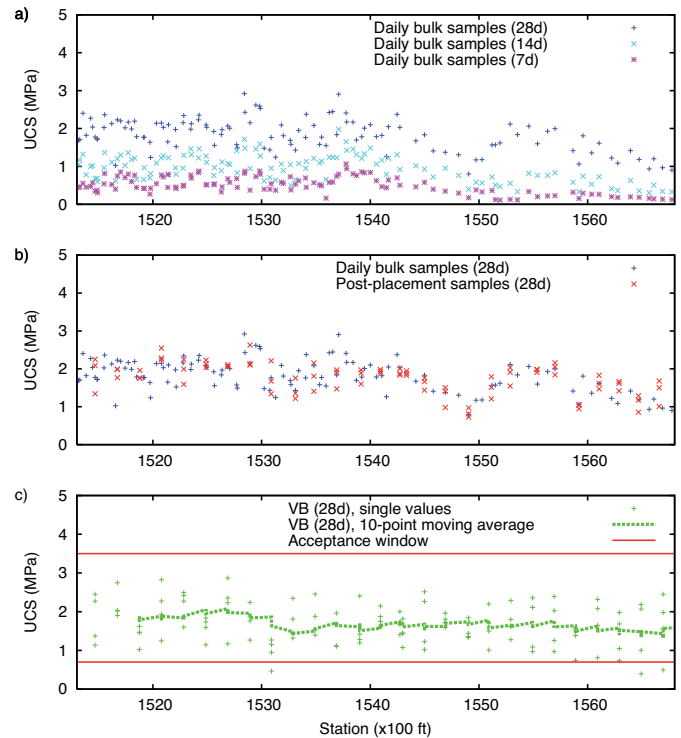 a)
5
4
3
2
1
0
UCS (MPa)
Daily bulk samples (28d)
Daily bulk samples (14d)
Daily bulk samples (7d)
1520 1530 1540 1550 1560
b)
5
4
3
2
1
0
UCS (MPa)
Daily bulk samples (28d)
Post-placement samples (28d)
1520 1530 1540 1550 1560
c)
5
4
3
2
1
0
UCS (MPa)
VB (28d), single values
VB (28d), 10-point moving average
Acceptance window
1520 1530 1540 1550 1560
Station (x100 ft)